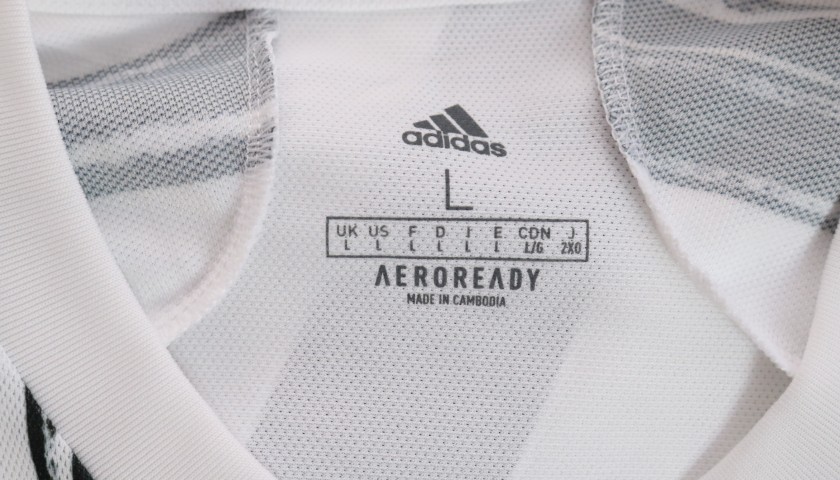 adidas
L
UK US F D I E CDN J
L L L L L L L/G 2XO
AEROREADY
MADE IN CAMBODIA